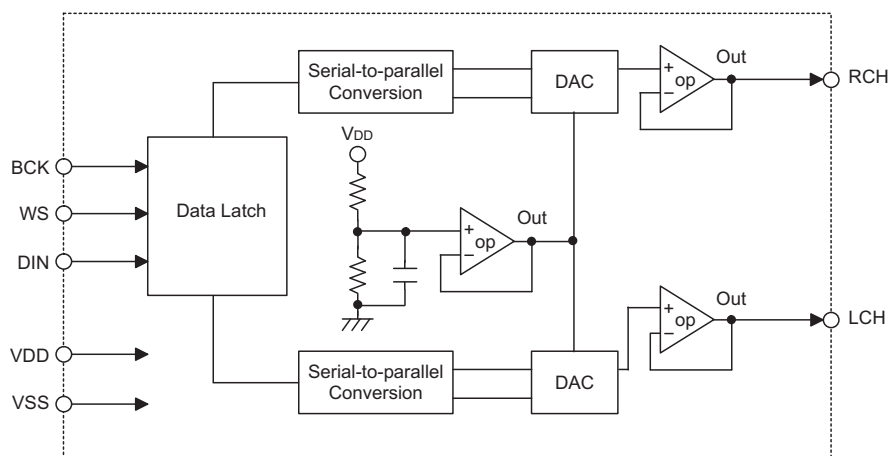 Serial-to-parallel
Conversion
DAC
+
op
−
Out
RCH
VDD
BCK
WS
DIN
Data Latch
+
op
−
Out
+
op
−
Out
LCH
VDD
VSS
Serial-to-parallel
Conversion
DAC